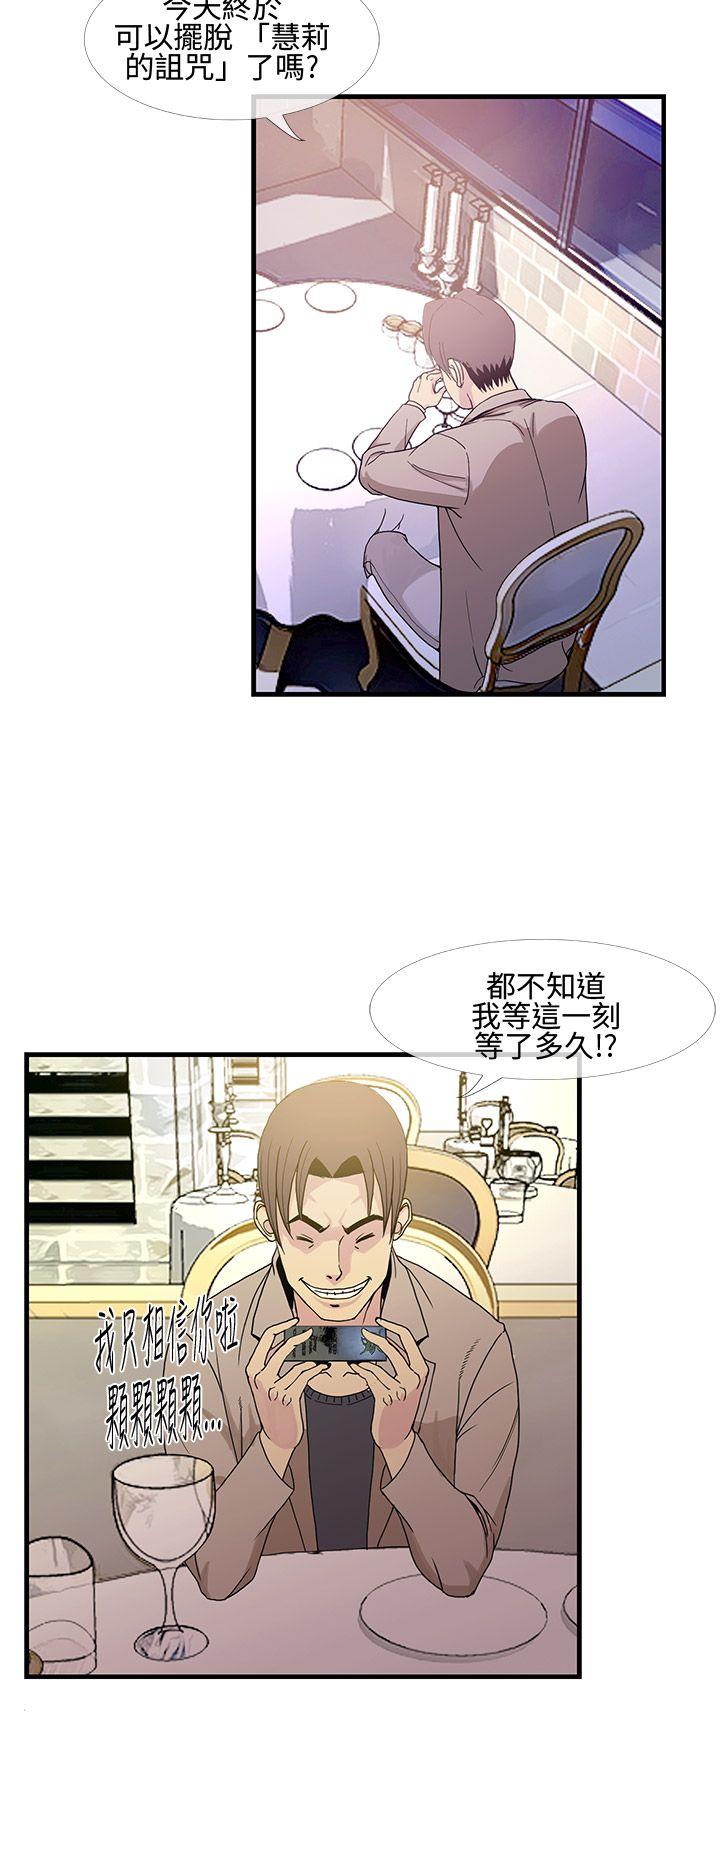 今天終於
可以擺脫「慧莉
的詛咒」了嗎?
都不知道
我等這一刻
等了多久!?
我只相信你啦
顆顆顆顆...